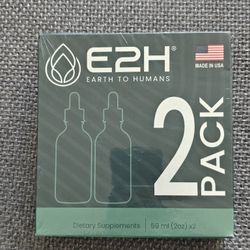 E2H®
EARTH TO HUMANS
MADE IN USA
2 PACK
Dietary Supplements
59 ml (2oz) x2